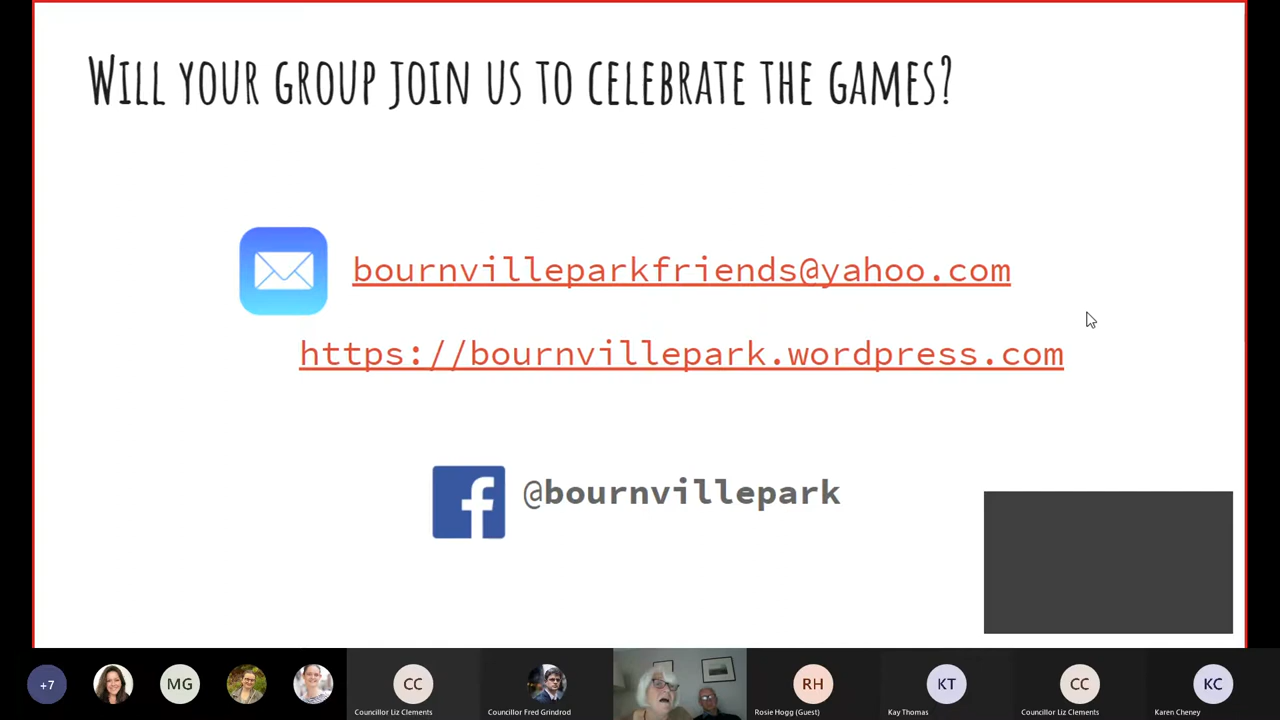 Will your group join us to celebrate the games?
bournvilleparkfriends@yahoo.com
https://bournvillepark.wordpress.com
f @bournvillepark
+7
MG
CC
RH
KT
CC
KC
Councillor Liz Clements
Councillor Fred Grindrod
Rosie Hogg (Guest)
Kay Thomas
Councillor Liz Clements
Karen Cheney